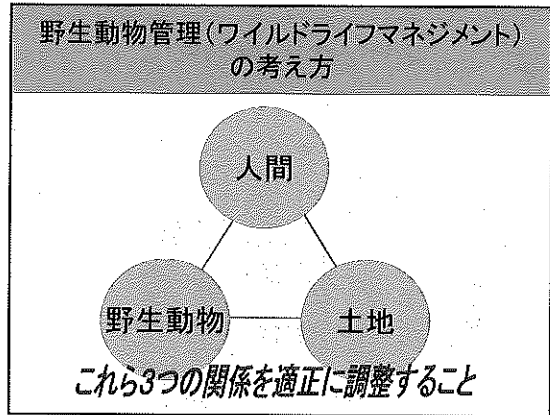 野生動物管理(ワイルドライフマネジメント)
の考え方
人間
野生動物
土地
これら3つの関係を適正に調整すること